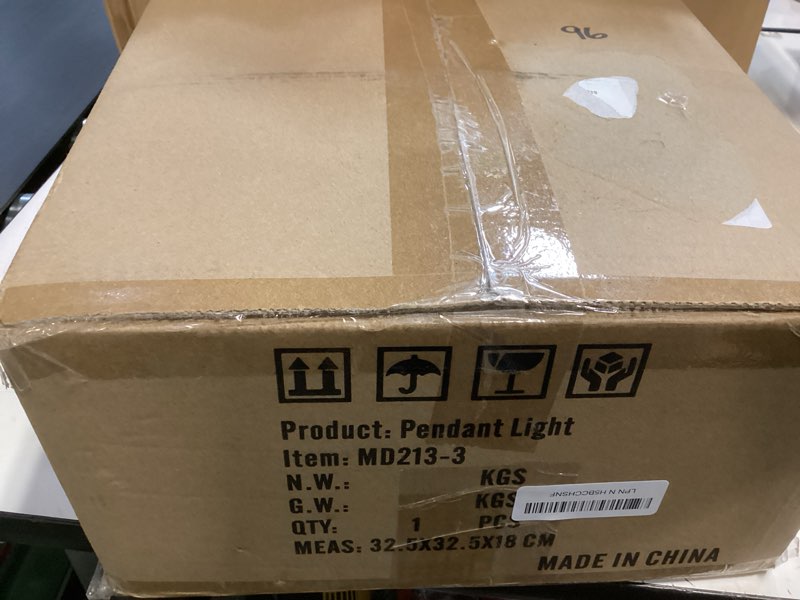 96
Product: Pendant Light
Item: MD213-3
N.W.: KGS
G.W.: KGS
QTY: 1 PCS
MEAS: 32.5X32.5X18 CM
MADE IN CHINA